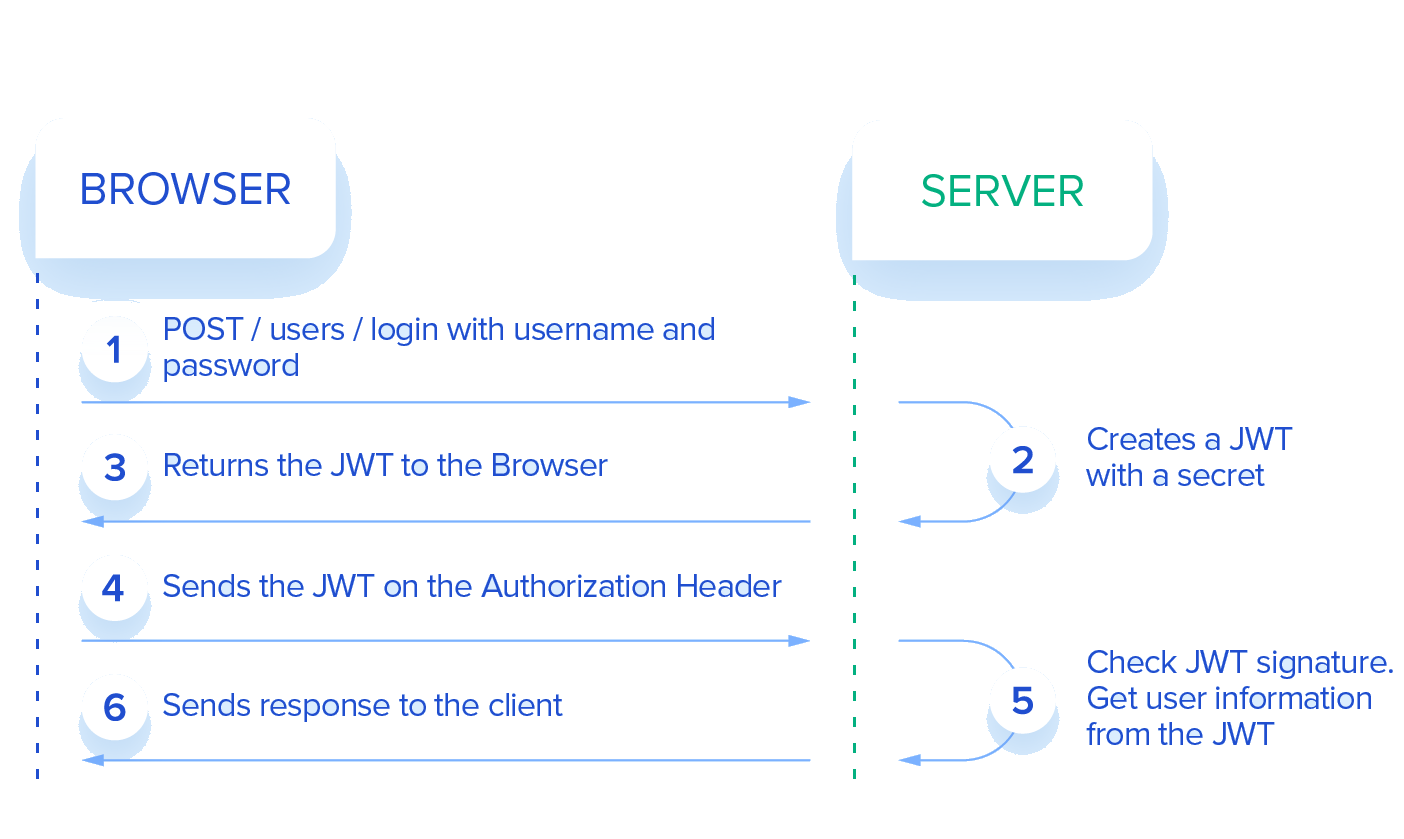 BROWSER
SERVER
1
POST / users / login with username and
password
2
Creates a JWT
with a secret
3
Returns the JWT to the Browser
4
Sends the JWT on the Authorization Header
5
Check JWT signature.
Get user information
from the JWT
6
Sends response to the client